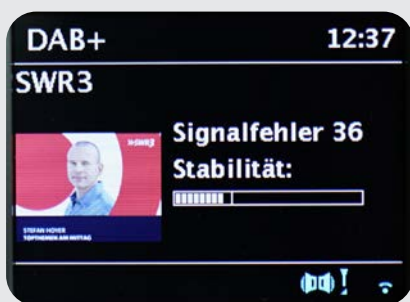 DAB+ 12:37
SWR3
Signalfehler 36
Stabilität:
»SWR3
STEFAN HOYER
TOPTHEMEN AM MITTAG